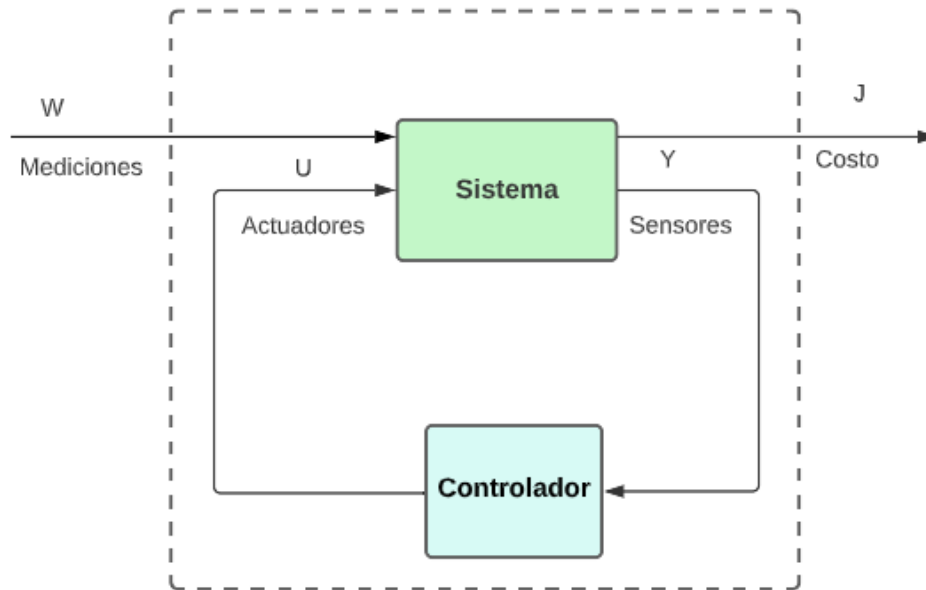 W
J
Mediciones
U
Y
Costo
Sistema
Actuadores
Sensores
Controlador